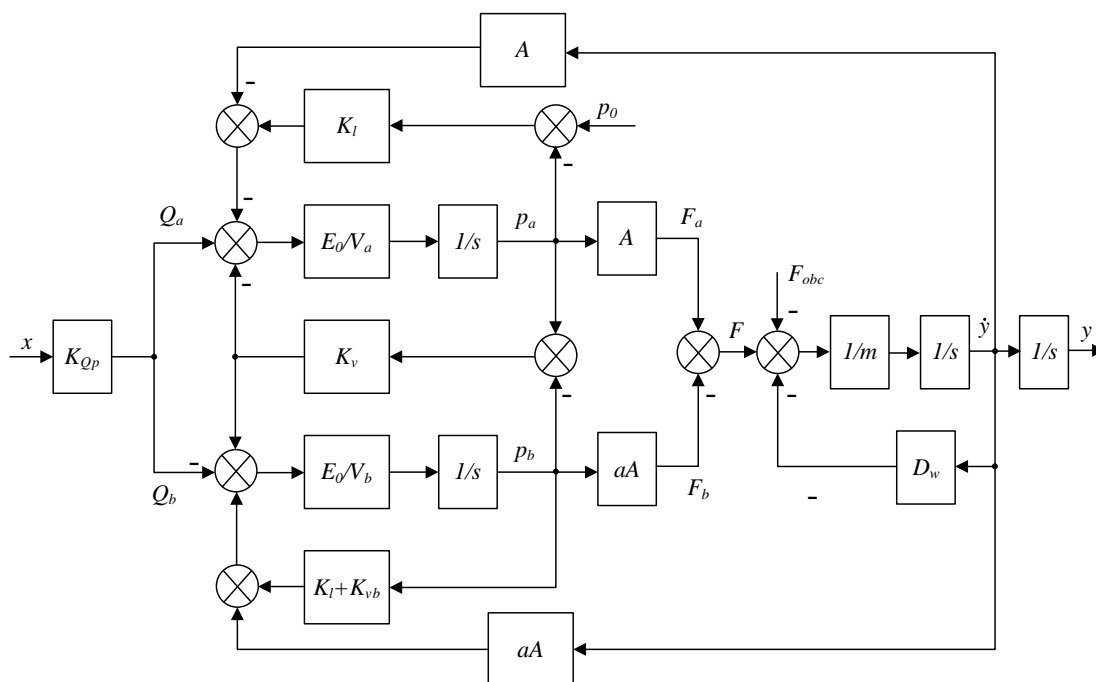 A
–
K_l
p_0
–
–
Q_a
E_0/V_a
1/s
p_a
A
F_a
–
F_obc
–
x
K_Qp
K_v
F
1/m
1/s
ẏ
1/s
y
–
–
–
–
Q_b
E_0/V_b
1/s
p_b
aA
F_b
D_w
–
K_l+K_vb
aA